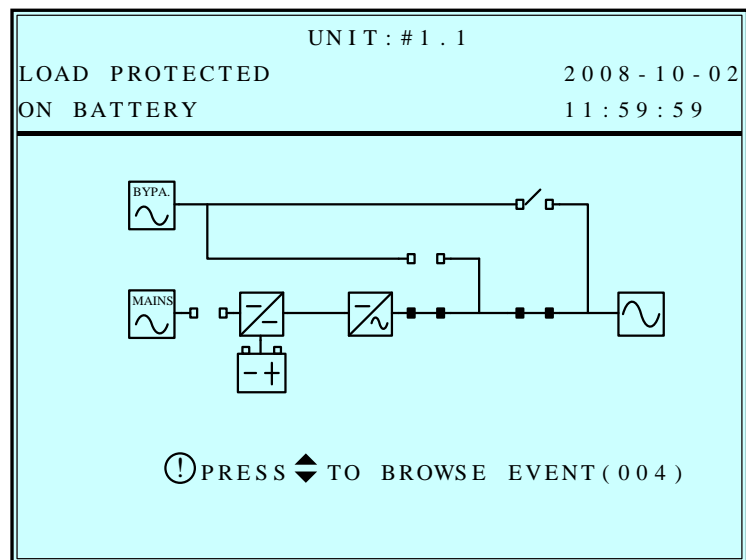 UNIT:#1.1
LOAD PROTECTED 2008-10-02
ON BATTERY 11:59:59
BYPA.
MAINS
! PRESS TO BROWSE EVENT(004)